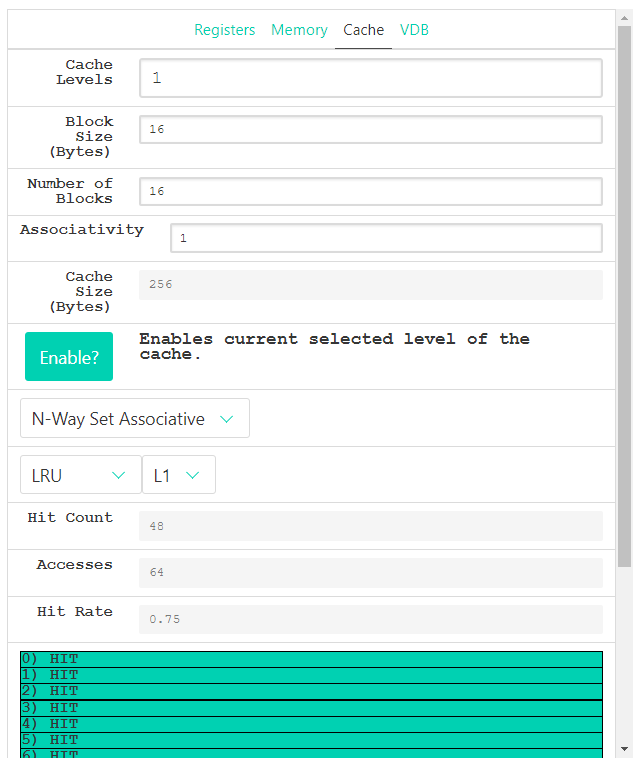 Registers Memory Cache VDB
Cache
Levels
1
Block
Size
(Bytes)
16
Number of
Blocks
16
Associativity
1
Cache
Size
(Bytes)
256
Enable?
Enables current selected level of the
cache.
N-Way Set Associative
LRU L1
Hit Count
48
Accesses
64
Hit Rate
0.75
0) HIT
1) HIT
2) HIT
3) HIT
4) HIT
5) HIT
6) HIT